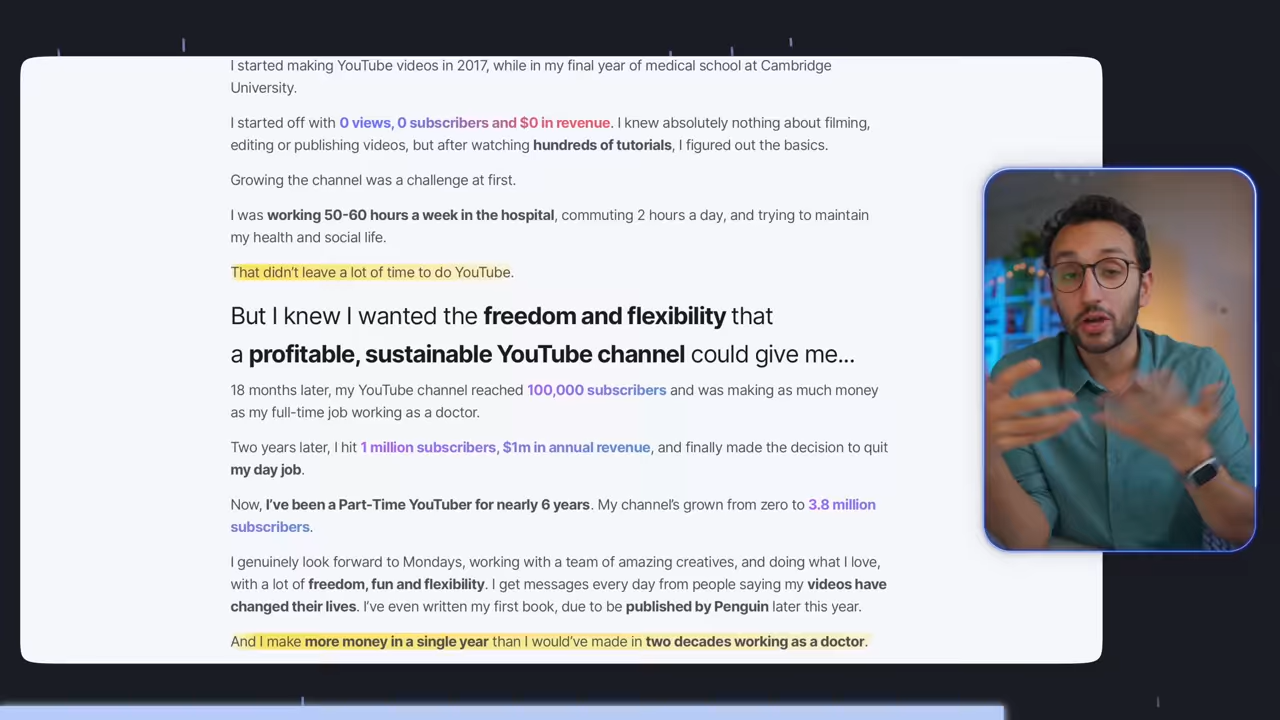 I started making YouTube videos in 2017, while in my final year of medical school at Cambridge
University.
I started off with 0 views, 0 subscribers and $0 in revenue. I knew absolutely nothing about filming,
editing or publishing videos, but after watching hundreds of tutorials, I figured out the basics.
Growing the channel was a challenge at first.
I was working 50-60 hours a week in the hospital, commuting 2 hours a day, and trying to maintain
my health and social life.
That didn't leave a lot of time to do YouTube.
But I knew I wanted the freedom and flexibility that
a profitable, sustainable YouTube channel could give me...
18 months later, my YouTube channel reached 100,000 subscribers and was making as much money
as my full-time job working as a doctor.
Two years later, I hit 1 million subscribers, $1m in annual revenue, and finally made the decision to quit
my day job.
Now, I've been a Part-Time YouTuber for nearly 6 years. My channel's grown from zero to 3.8 million
subscribers.
I genuinely look forward to Mondays, working with a team of amazing creatives, and doing what I love,
with a lot of freedom, fun and flexibility. I get messages every day from people saying my videos have
changed their lives. I've even written my first book, due to be published by Penguin later this year.
And I make more money in a single year than I would've made in two decades working as a doctor.